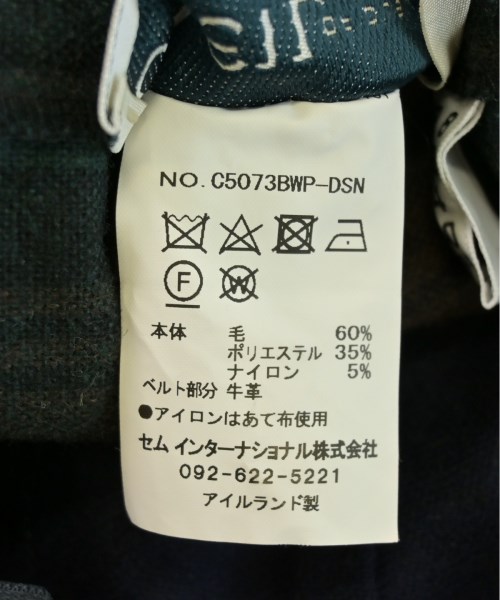 NO. C5073BWP-DSN
F W
本体 毛 60%
ポリエステル 35%
ナイロン 5%
ベルト部分 牛革
●アイロンはあて布使用
セム インターナショナル株式会社
092-622-5221
アイルランド製